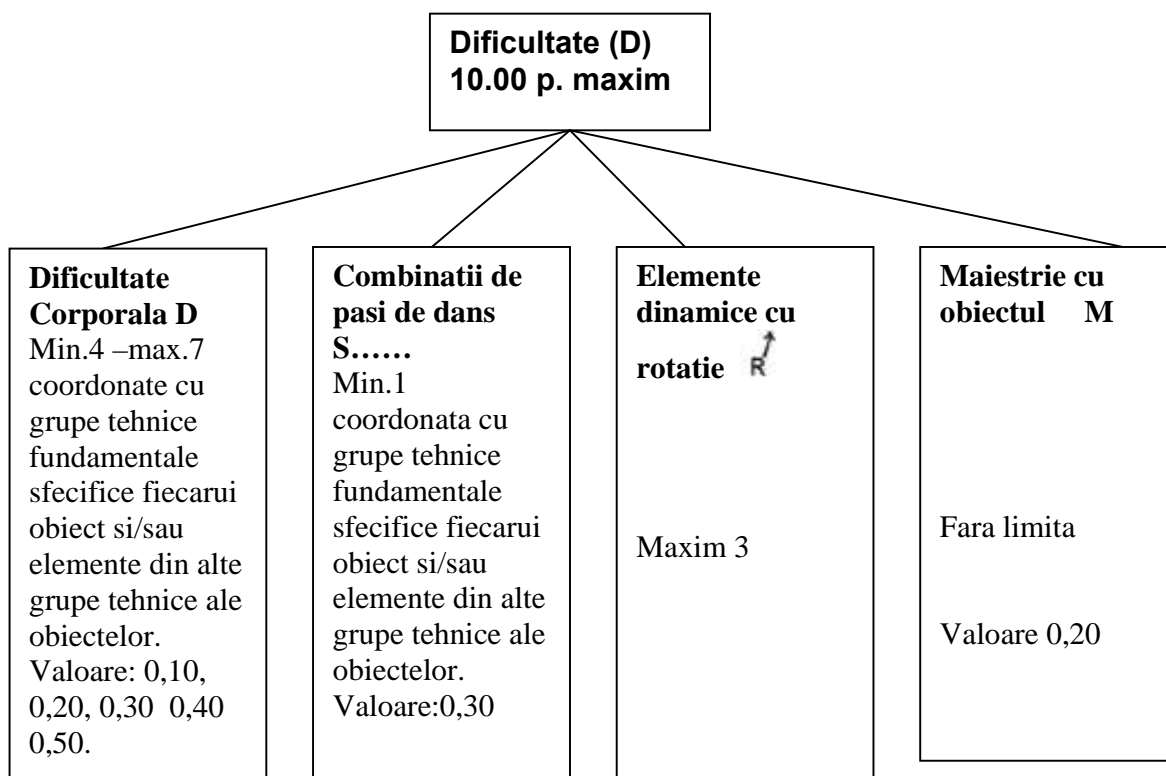 Dificultate (D)
10.00 p. maxim
Dificultate
Corporala D
Min.4 –max.7
coordonate cu
grupe tehnice
fundamentale
sfecifice fiecarui
obiect si/sau
elemente din alte
grupe tehnice ale
obiectelor.
Valoare: 0,10,
0,20, 0,30 0,40
0,50.
Combinatii de
pasi de dans
S……
Min.1
coordonata cu
grupe tehnice
fundamentale
sfecifice fiecarui
obiect si/sau
elemente din alte
grupe tehnice ale
obiectelor.
Valoare:0,30
Elemente
dinamice cu
rotatie R
Maxim 3
Maiestrie cu
obiectul M
Fara limita
Valoare 0,20